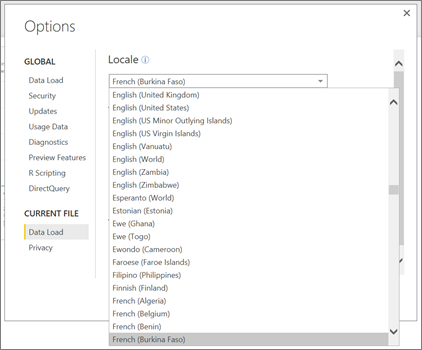 Options
GLOBAL
Data Load
Security
Updates
Usage Data
Diagnostics
Preview Features
R Scripting
DirectQuery
CURRENT FILE
Data Load
Privacy
Locale
French (Burkina Faso)
English (United Kingdom)
English (United States)
English (US Minor Outlying Islands)
English (US Virgin Islands)
English (Vanuatu)
English (World)
English (Zambia)
English (Zimbabwe)
Esperanto (World)
Estonian (Estonia)
Ewe (Ghana)
Ewe (Togo)
Ewondo (Cameroon)
Faroese (Faroe Islands)
Filipino (Philippines)
Finnish (Finland)
French (Algeria)
French (Belgium)
French (Benin)
French (Burkina Faso)